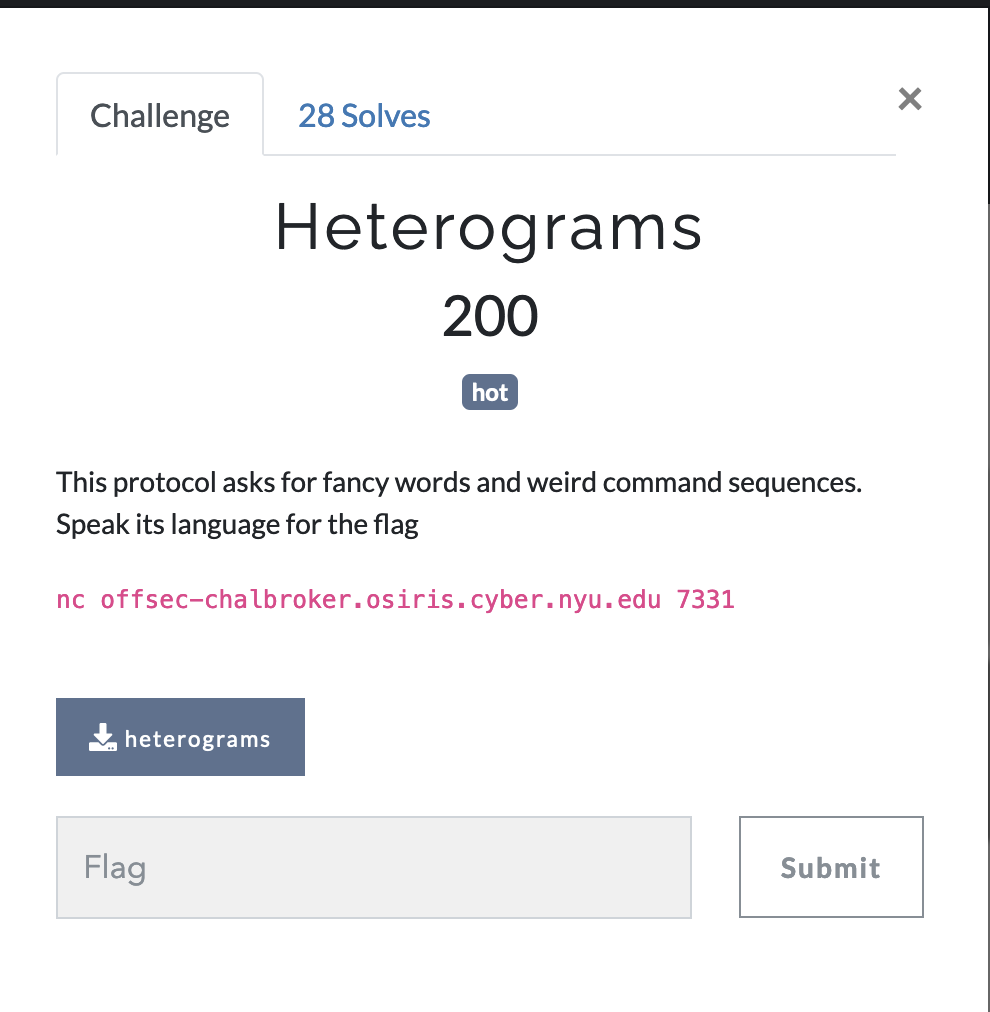 Challenge
28 Solves
×
Heterograms
200
hot
This protocol asks for fancy words and weird command sequences.
Speak its language for the flag
nc offsec-chalbroker.osiris.cyber.nyu.edu 7331
heterograms
Flag
Submit